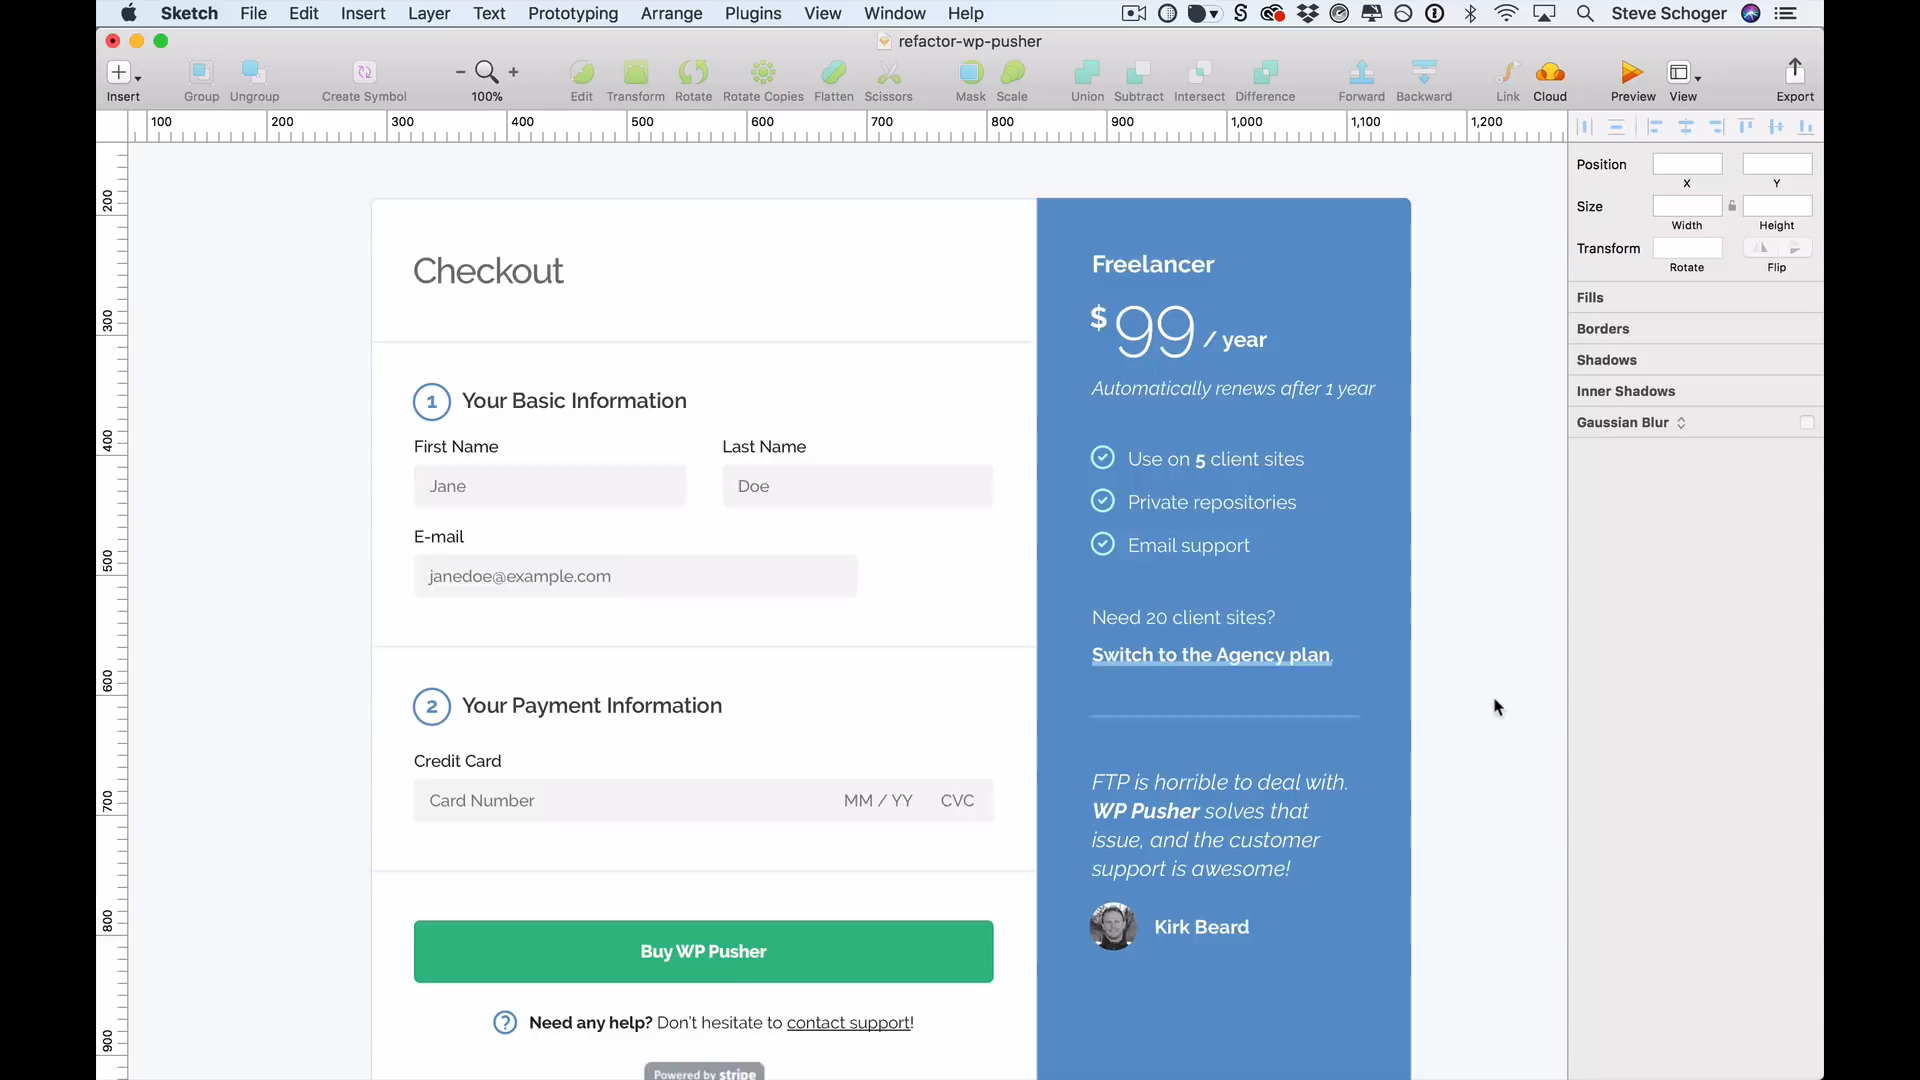 Sketch File Edit Insert Layer Text Prototyping Arrange Plugins View Window Help Steve Schoger
refactor-wp-pusher
Insert Group Ungroup Create Symbol 100% Edit Transform Rotate Rotate Copies Flatten Scissors Mask Scale Union Subtract Intersect Difference Forward Backward Link Cloud Preview View Export
100 200 300 400 500 600 700 800 900 1,000 1,100 1,200
200
300
400
500
600
700
800
900
Position
X Y
Size
Width Height
Transform
Rotate Flip
Fills
Borders
Shadows
Inner Shadows
Gaussian Blur
Checkout
1 Your Basic Information
First Name Last Name
Jane Doe
E-mail
janedoe@example.com
2 Your Payment Information
Credit Card
Card Number MM / YY CVC
Buy WP Pusher
? Need any help? Don't hesitate to contact support!
Powered by stripe
Freelancer
$99 / year
Automatically renews after 1 year
Use on 5 client sites
Private repositories
Email support
Need 20 client sites?
Switch to the Agency plan.
FTP is horrible to deal with.
WP Pusher solves that
issue, and the customer
support is awesome!
Kirk Beard